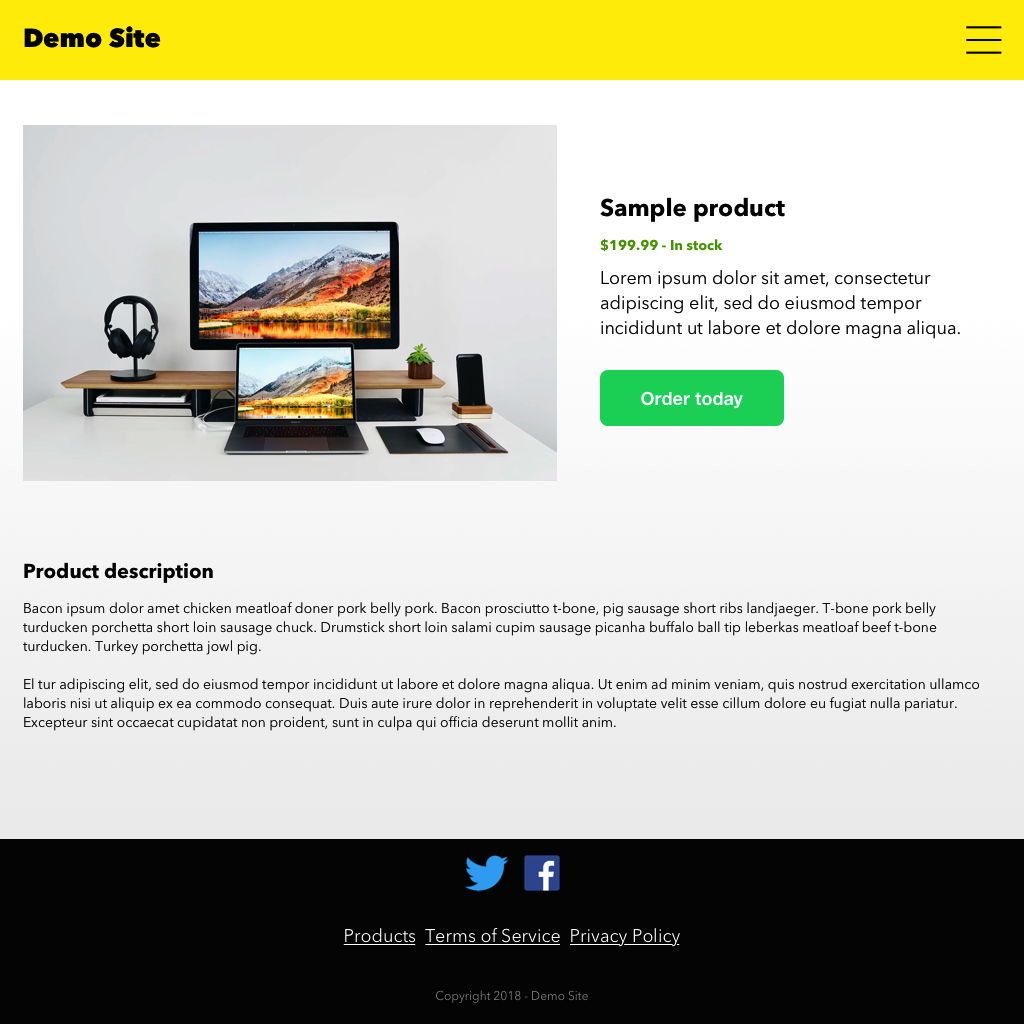 Demo Site
Sample product
$199.99 - In stock
Lorem ipsum dolor sit amet, consectetur
adipiscing elit, sed do eiusmod tempor
incididunt ut labore et dolore magna aliqua.
Order today
Product description
Bacon ipsum dolor amet chicken meatloaf doner pork belly pork. Bacon prosciutto t-bone, pig sausage short ribs landjaeger. T-bone pork belly
turducken porchetta short loin sausage chuck. Drumstick short loin salami cupim sausage picanha buffalo ball tip leberkas meatloaf beef t-bone
turducken. Turkey porchetta jowl pig.
El tur adipiscing elit, sed do eiusmod tempor incididunt ut labore et dolore magna aliqua. Ut enim ad minim veniam, quis nostrud exercitation ullamco
laboris nisi ut aliquip ex ea commodo consequat. Duis aute irure dolor in reprehenderit in voluptate velit esse cillum dolore eu fugiat nulla pariatur.
Excepteur sint occaecat cupidatat non proident, sunt in culpa qui officia deserunt mollit anim.
Products Terms of Service Privacy Policy
Copyright 2018 - Demo Site